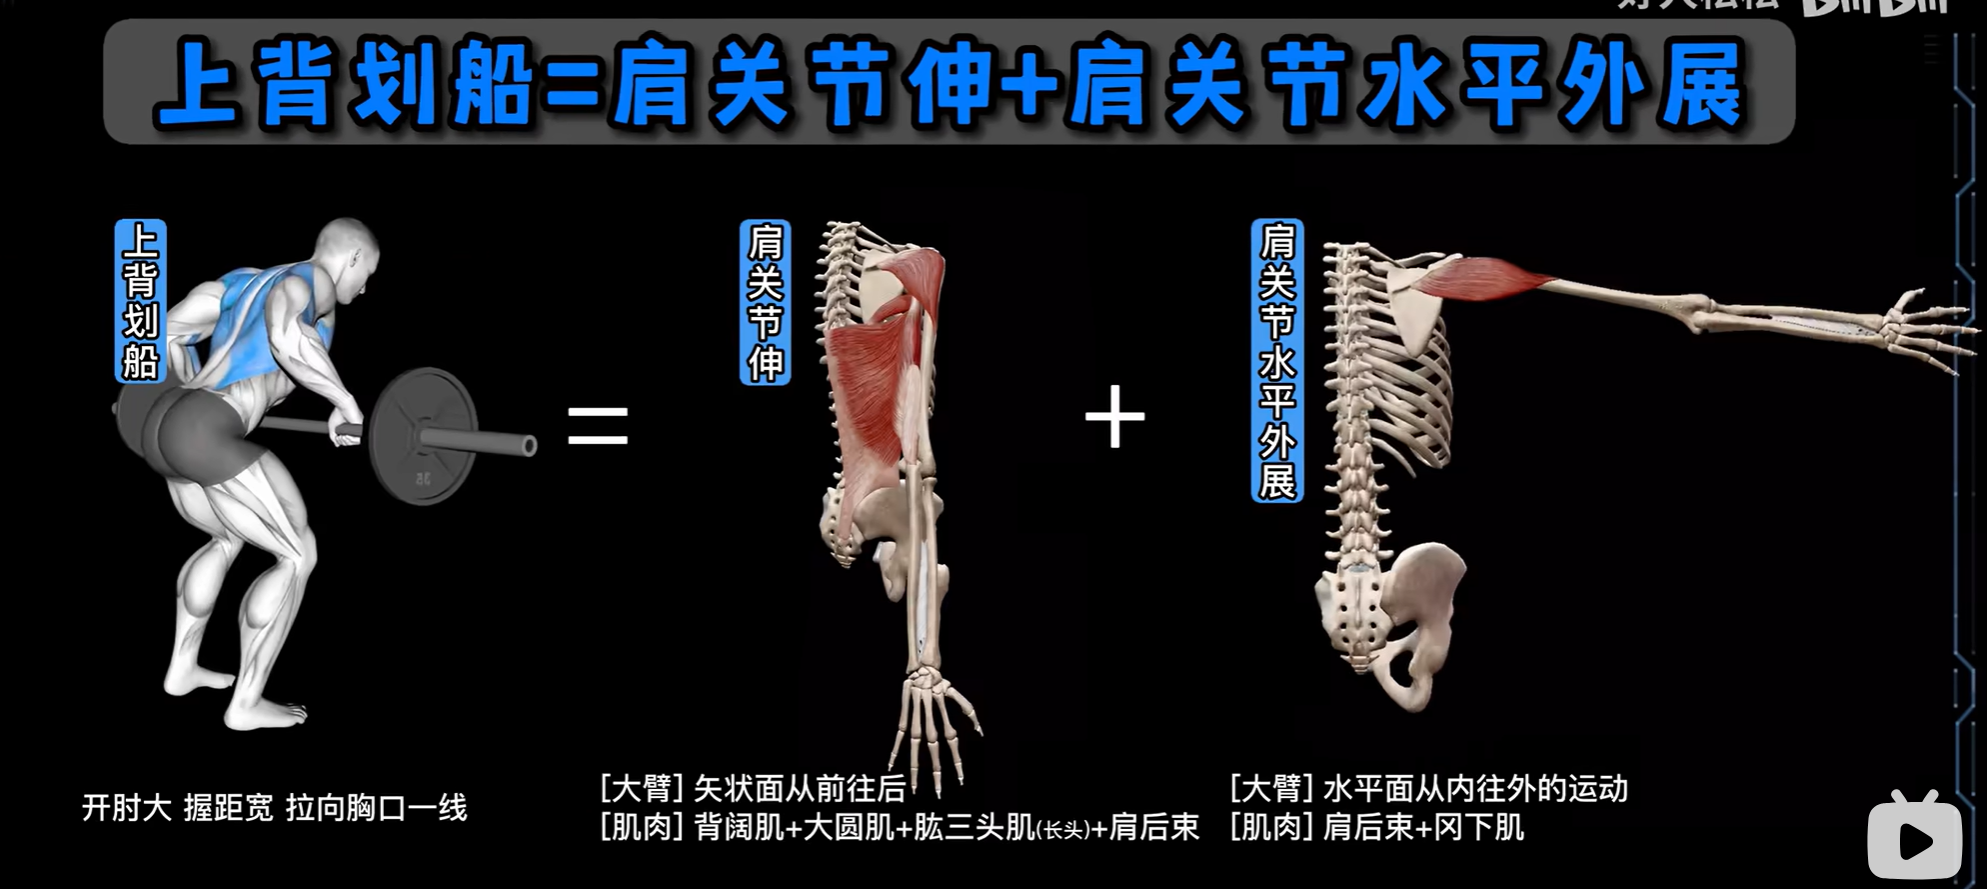 上背划船=肩关节伸+肩关节水平外展
上背划船
肩关节伸
肩关节水平外展
=
+
开肘大 握距宽 拉向胸口一线
[大臂] 矢状面从前往后
[肌肉] 背阔肌+大圆肌+肱三头肌(长头)+肩后束
[大臂] 水平面从内往外的运动
[肌肉] 肩后束+冈下肌